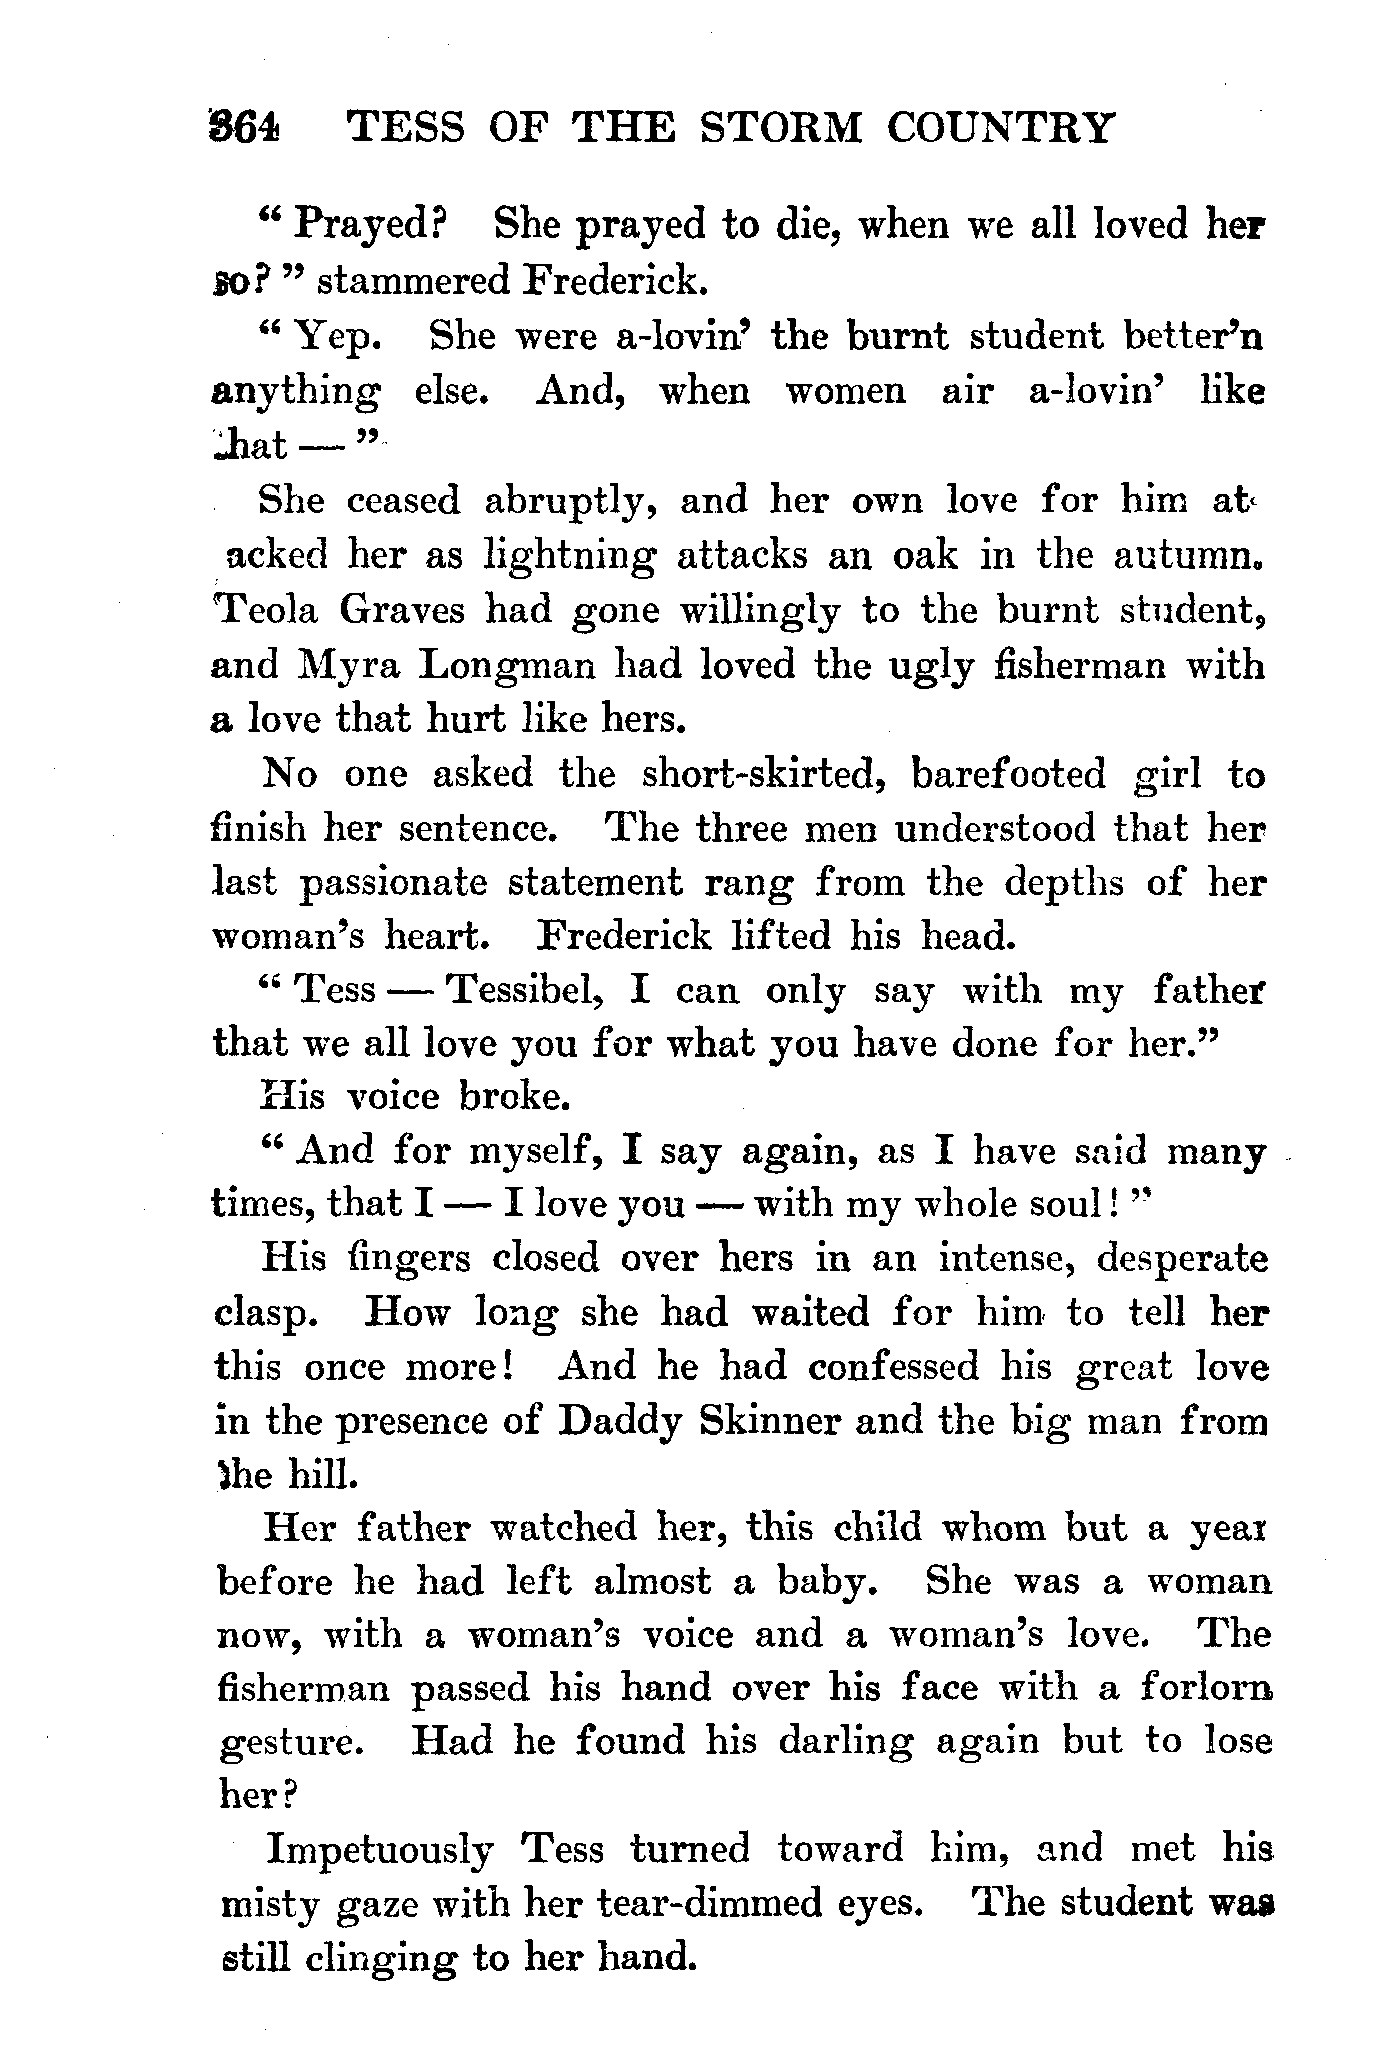 364 TESS OF THE STORM COUNTRY
“ Prayed? She prayed to die, when we all loved her
so? ” stammered Frederick.
“ Yep. She were a-lovin’ the burnt student better’n
anything else. And, when women air a-lovin’ like
that — ”
She ceased abruptly, and her own love for him at-
acked her as lightning attacks an oak in the autumn.
Teola Graves had gone willingly to the burnt student,
and Myra Longman had loved the ugly fisherman with
a love that hurt like hers.
No one asked the short-skirted, barefooted girl to
finish her sentence. The three men understood that her
last passionate statement rang from the depths of her
woman’s heart. Frederick lifted his head.
“ Tess — Tessibel, I can only say with my father
that we all love you for what you have done for her.”
His voice broke.
“ And for myself, I say again, as I have said many
times, that I — I love you — with my whole soul! ”
His fingers closed over hers in an intense, desperate
clasp. How long she had waited for him to tell her
this once more! And he had confessed his great love
in the presence of Daddy Skinner and the big man from
the hill.
Her father watched her, this child whom but a year
before he had left almost a baby. She was a woman
now, with a woman’s voice and a woman’s love. The
fisherman passed his hand over his face with a forlorn
gesture. Had he found his darling again but to lose
her?
Impetuously Tess turned toward him, and met his
misty gaze with her tear-dimmed eyes. The student was
still clinging to her hand.